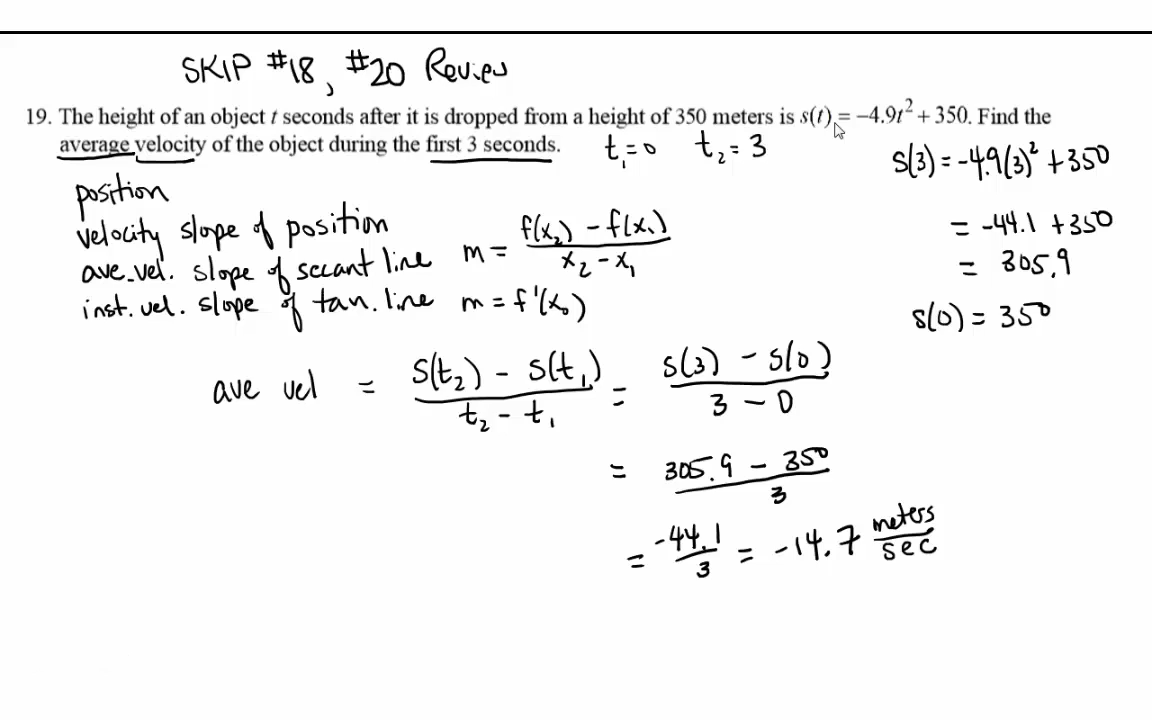 SKIP #18, #20 Review
19. The height of an object t seconds after it is dropped from a height of 350 meters is s(t) = −4.9t² + 350. Find the
average velocity of the object during the first 3 seconds.
t₁=0 t₂=3
position
velocity slope of position
ave.vel. slope of secant line m = (f(x₂) − f(x₁))/(x₂ − x₁)
inst. vel. slope of tan. line m = f'(x₀)
s(3) = -4.9(3)² + 350
= -44.1 + 350
= 305.9
s(0) = 350
ave vel = (s(t₂) − s(t₁))/(t₂ − t₁) = (s(3) − s(0))/(3 − 0)
= (305.9 − 350)/3
= -44.1/3 = -14.7 meters/sec